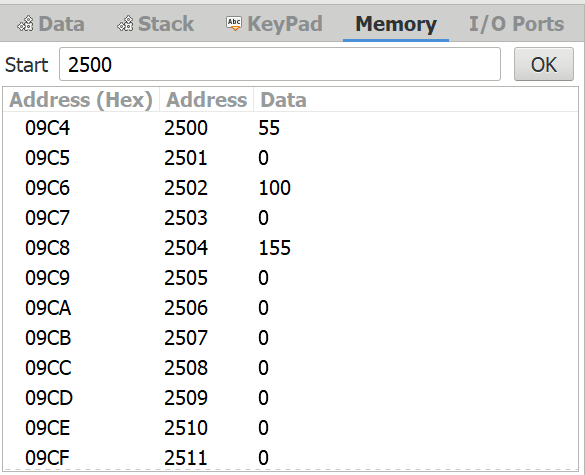 Data Stack Abc KeyPad Memory I/O Ports
Start 2500 OK
Address (Hex) Address Data
09C4 2500 55
09C5 2501 0
09C6 2502 100
09C7 2503 0
09C8 2504 155
09C9 2505 0
09CA 2506 0
09CB 2507 0
09CC 2508 0
09CD 2509 0
09CE 2510 0
09CF 2511 0